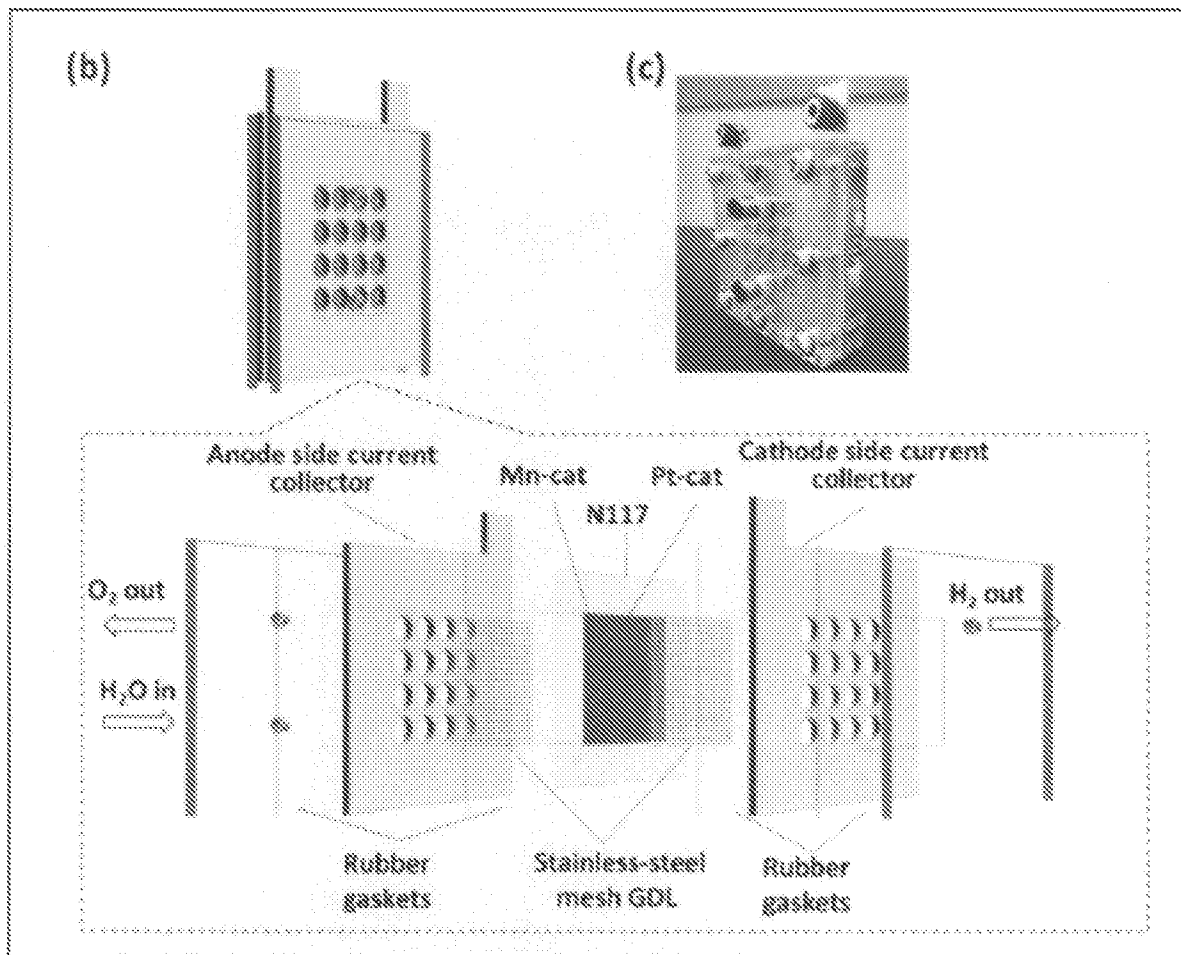 (b)
(c)
Anode side current
collector
Mn-cat
Pt-cat
N117
Cathode side current
collector
O₂ out
H₂O in
H₂ out
Rubber
gaskets
Stainless-steel
mesh GDL
Rubber
gaskets